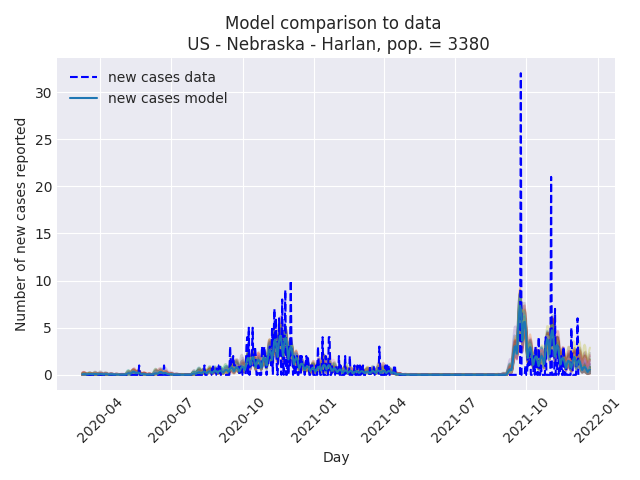 Model comparison to data
US - Nebraska - Harlan, pop. = 3380
new cases data
new cases model
Number of new cases reported
30
25
20
15
10
5
0
2020-04
2020-07
2020-10
2021-01
2021-04
2021-07
2021-10
2022-01
Day